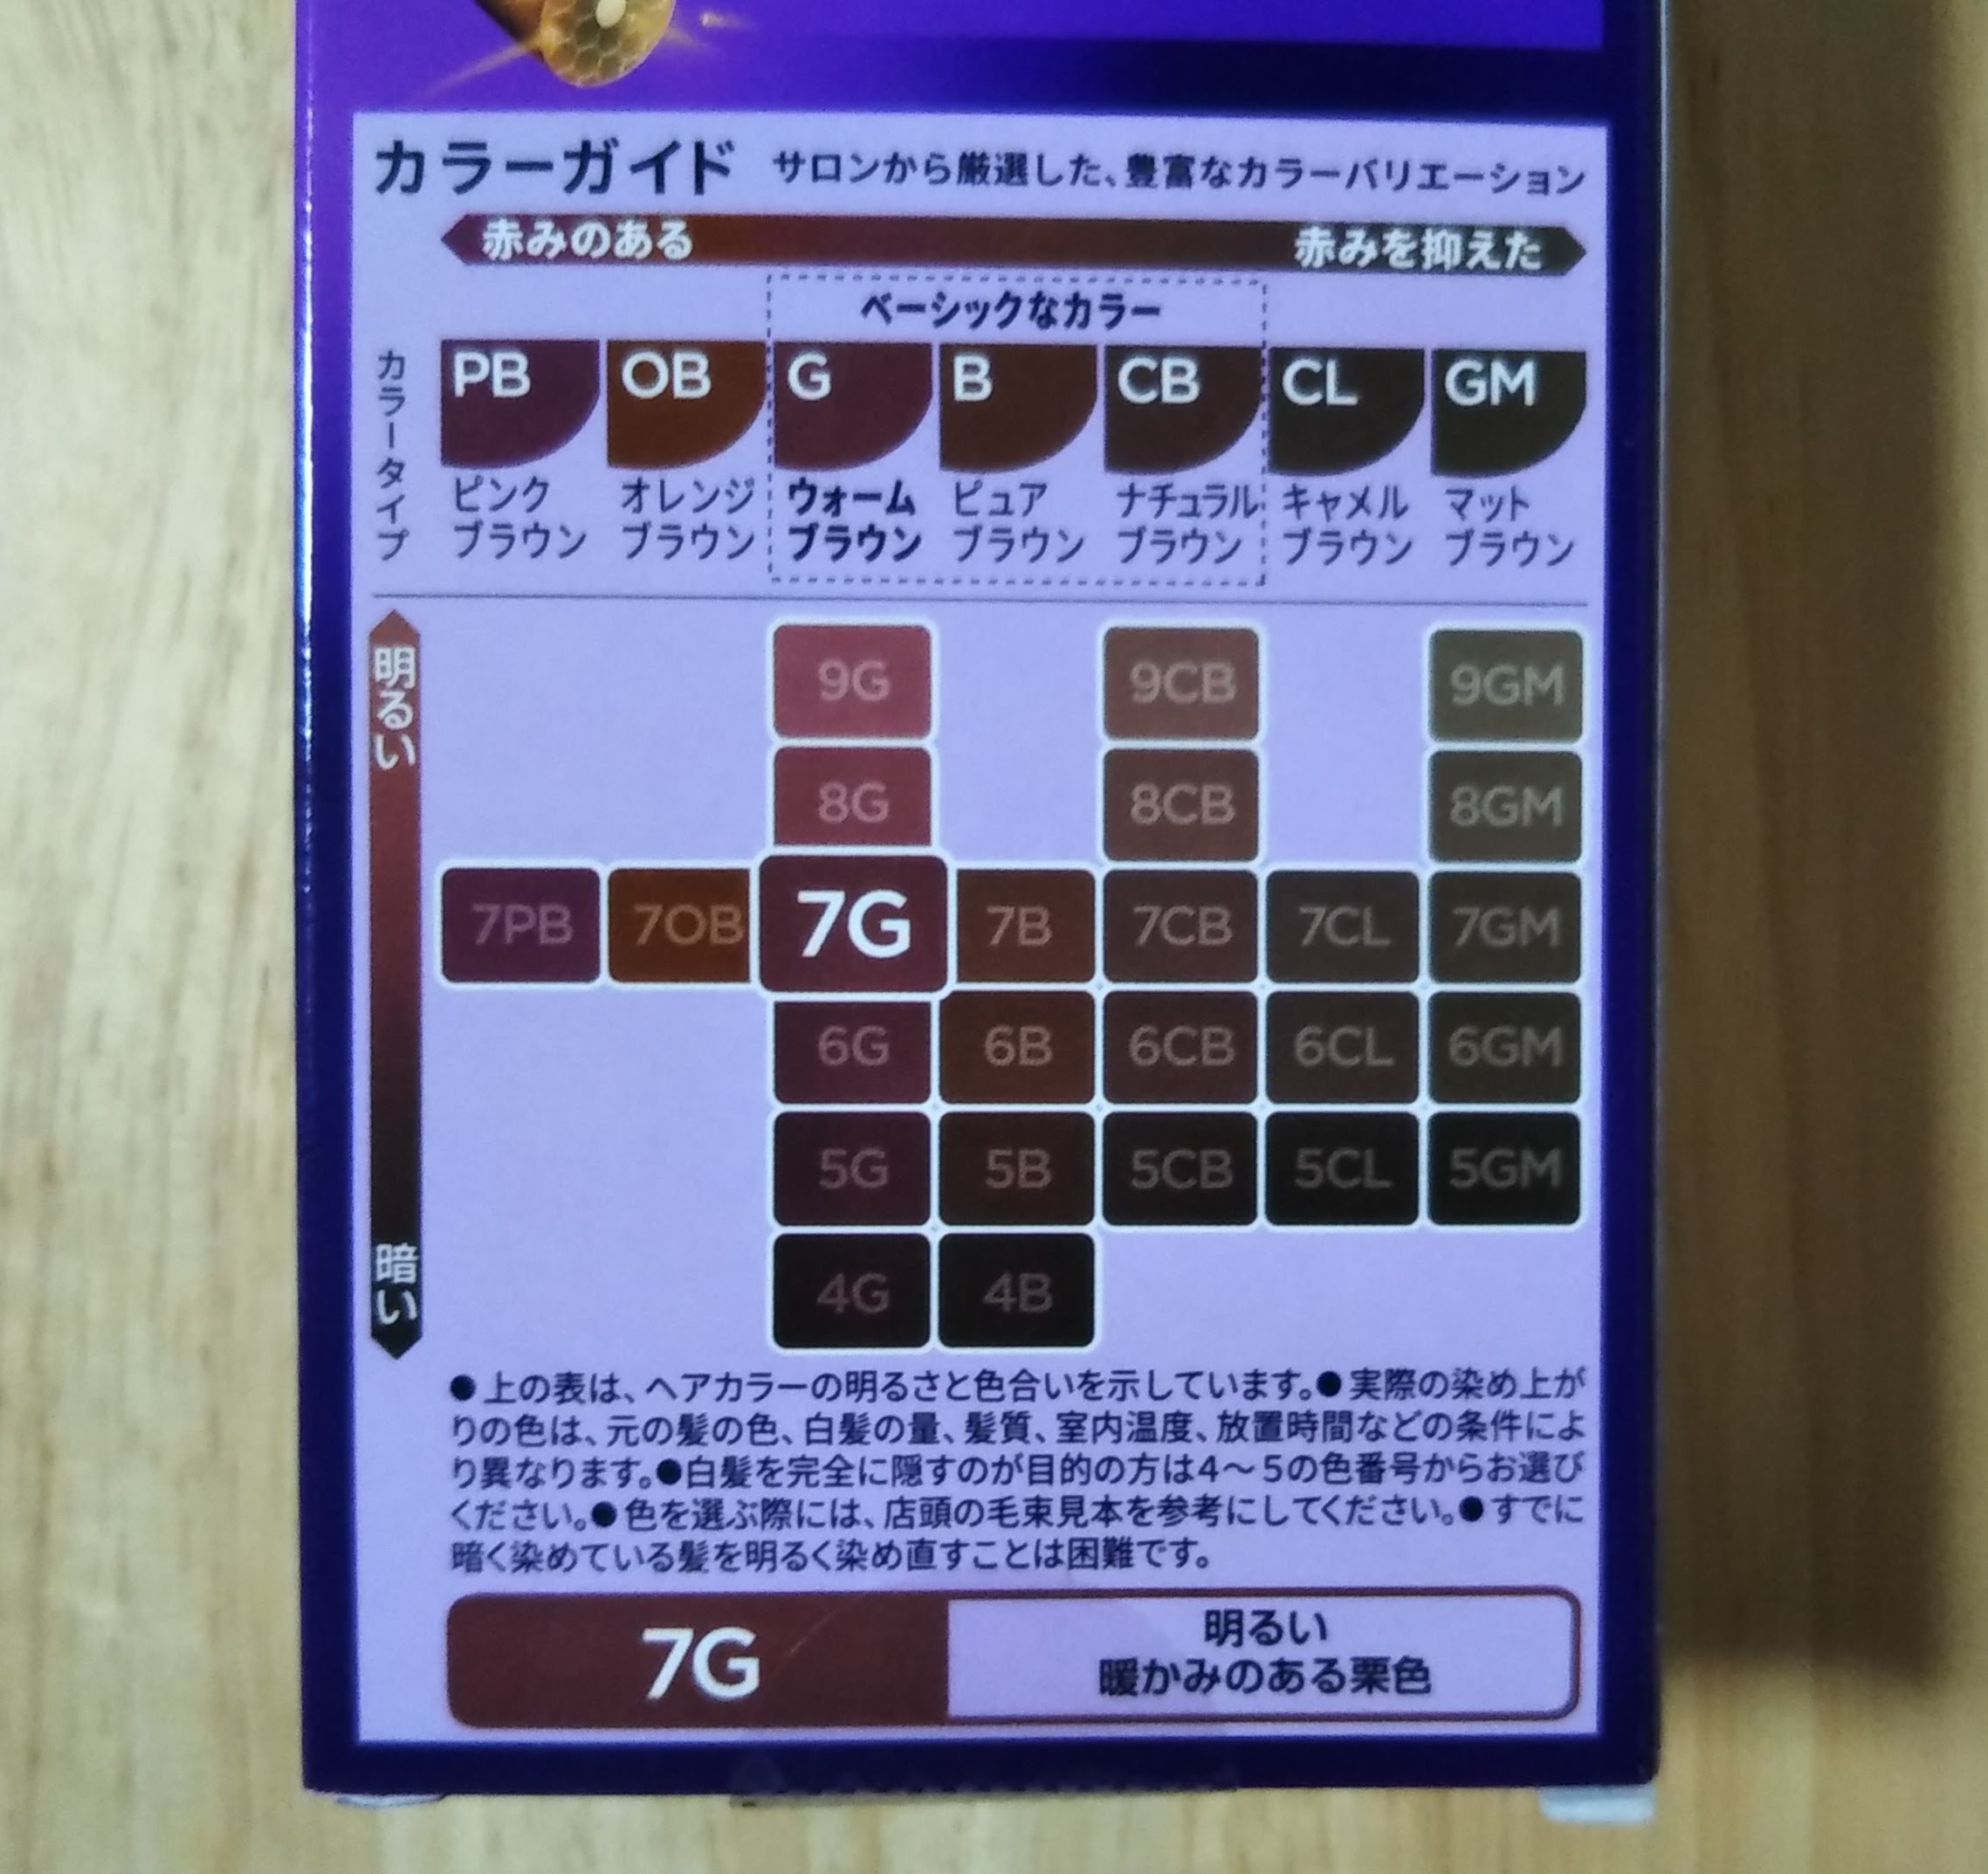 カラーガイド サロンから厳選した、豊富なカラーバリエーション
赤みのある 赤みを抑えた
ベーシックなカラー
カラータイプ
PB OB G B CB CL GM
ピンク オレンジ ウォーム ピュア ナチュラル キャメル マット
ブラウン ブラウン ブラウン ブラウン ブラウン ブラウン ブラウン
明るい
9G 9CB 9GM
8G 8CB 8GM
7PB 7OB 7G 7B 7CB 7CL 7GM
6G 6B 6CB 6CL 6GM
5G 5B 5CB 5CL 5GM
4G 4B
暗い
●上の表は、ヘアカラーの明るさと色合いを示しています。●実際の染め上が
りの色は、元の髪の色、白髪の量、髪質、室内温度、放置時間などの条件によ
り異なります。●白髪を完全に隠すのが目的の方は4〜5の色番号からお選び
ください。●色を選ぶ際には、店頭の毛束見本を参考にしてください。●すでに
暗く染めている髪を明るく染め直すことは困難です。
7G
明るい
暖かみのある栗色